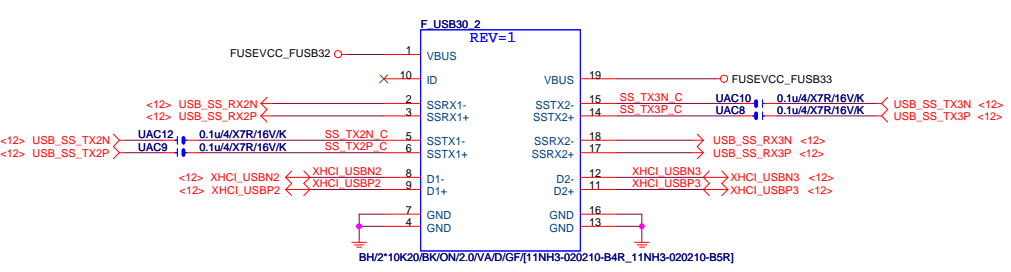 F_USB30_2
REV=1
FUSEVCC_FUSB32 1 VBUS
10 ID VBUS 19 FUSEVCC_FUSB33
<12> USB_SS_RX2N 2 SSRX1- SSTX2- 15 SS_TX3N_C UAC10 0.1u/4/X7R/16V/K USB_SS_TX3N <12>
<12> USB_SS_RX2P 3 SSRX1+ STTX2+ 14 SS_TX3P_C UAC8 0.1u/4/X7R/16V/K USB_SS_TX3P <12>
<12> USB_SS_TX2N UAC12 0.1u/4/X7R/16V/K SS_TX2N_C 5 SSTX1- SSRX2- 18 USB_SS_RX3N <12>
<12> USB_SS_TX2P UAC9 0.1u/4/X7R/16V/K SS_TX2P_C 6 SSTX1+ SSRX2+ 17 USB_SS_RX3P <12>
<12> XHCI_USBN2 XHCI_USBN2 8 D1- D2- 12 XHCI_USBN3 XHCI_USBN3 <12>
<12> XHCI_USBP2 XHCI_USBP2 9 D1+ D2+ 11 XHCI_USBP3 XHCI_USBP3 <12>
7 GND GND 16
4 GND GND 13
BH/2*10K20/BK/ON/2.0/VA/D/GF/[11NH3-020210-B4R_11NH3-020210-B5R]